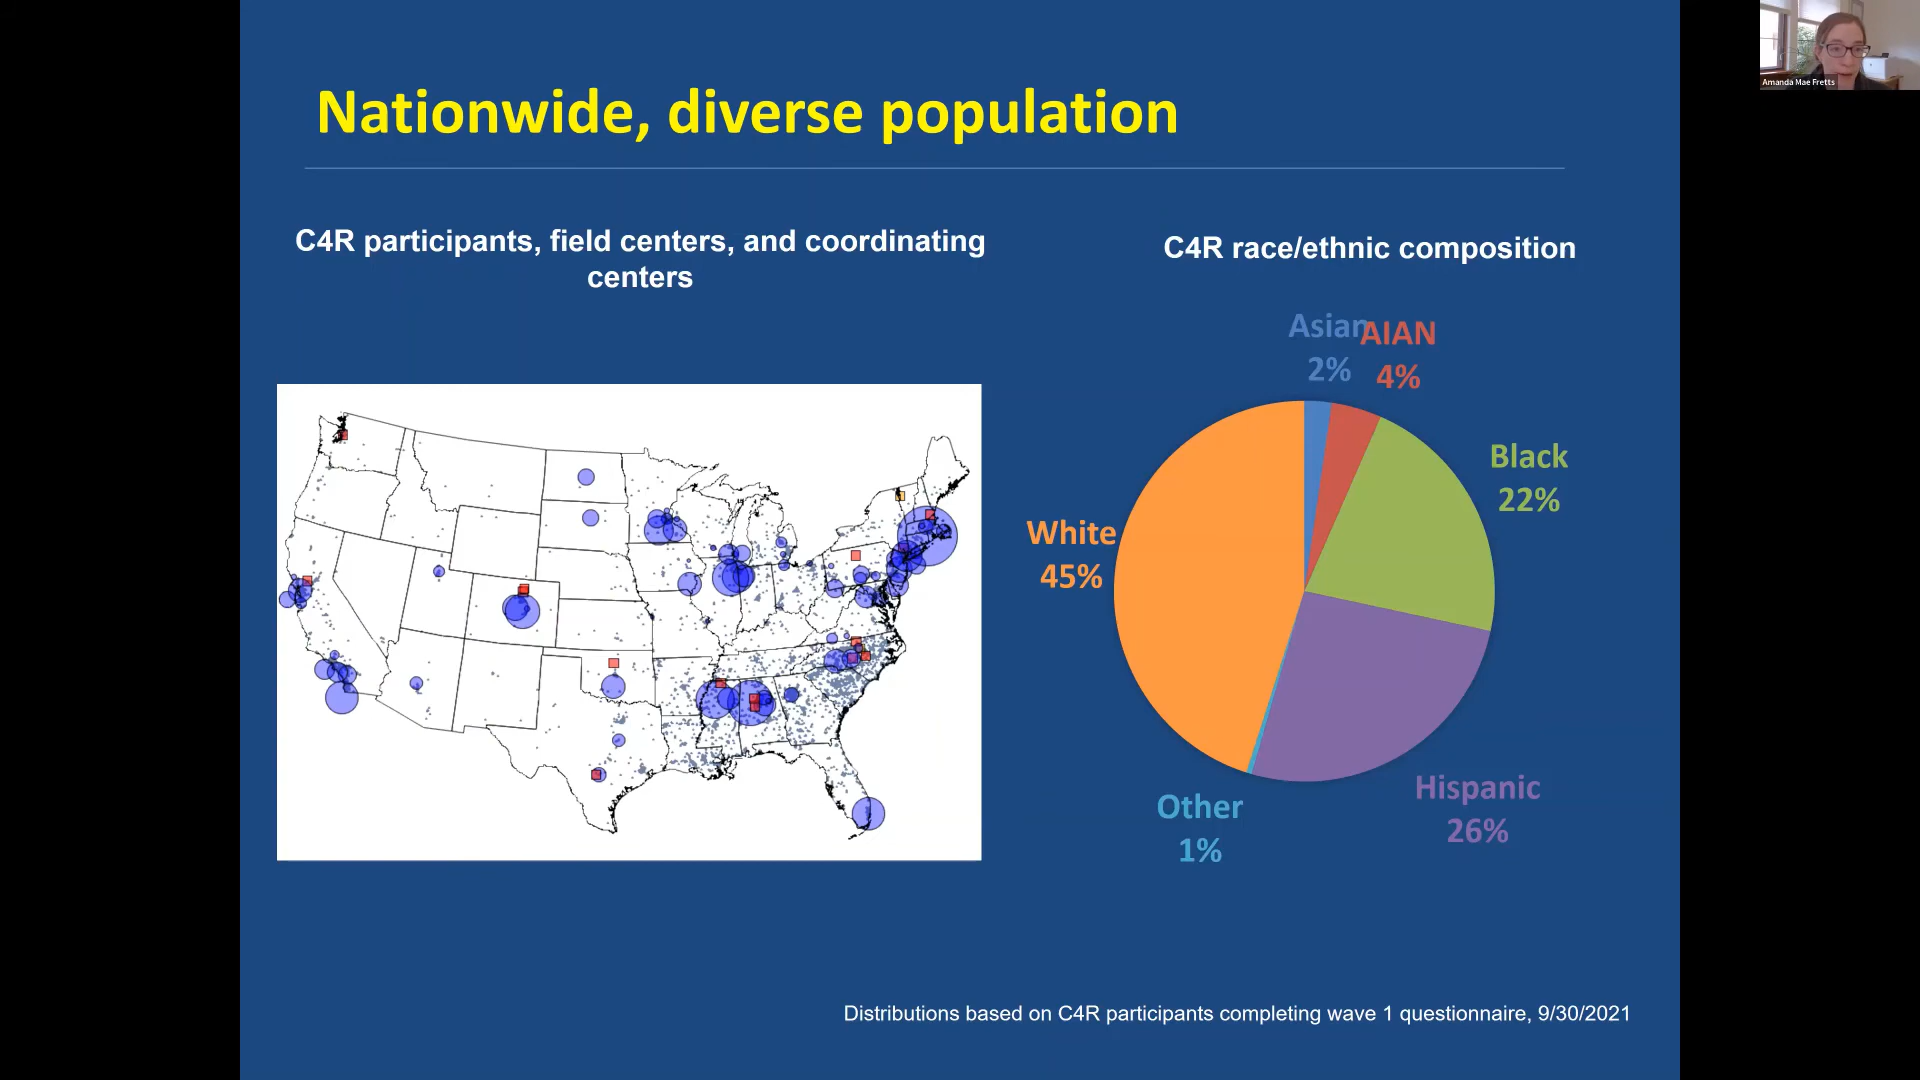 Nationwide, diverse population
C4R participants, field centers, and coordinating
centers
C4R race/ethnic composition
Asian
2%
AIAN
4%
Black
22%
White
45%
Hispanic
26%
Other
1%
Distributions based on C4R participants completing wave 1 questionnaire, 9/30/2021
Amanda Mae Fretts